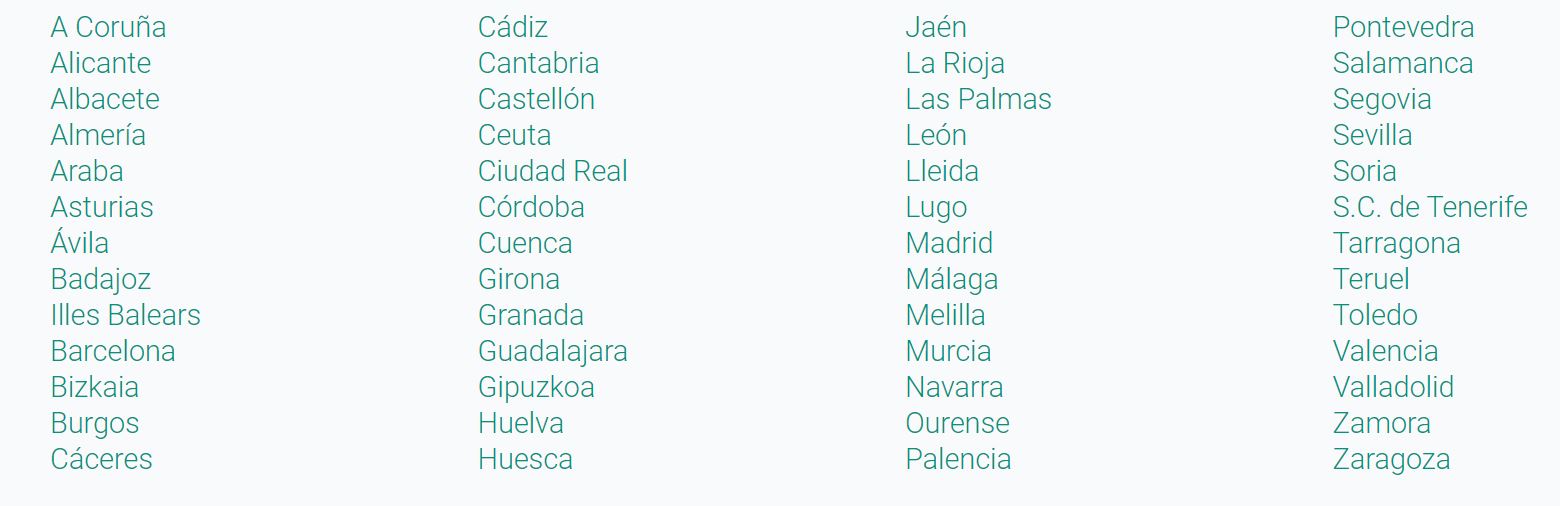 A Coruña
Alicante
Albacete
Almería
Araba
Asturias
Ávila
Badajoz
Illes Balears
Barcelona
Bizkaia
Burgos
Cáceres
Cádiz
Cantabria
Castellón
Ceuta
Ciudad Real
Córdoba
Cuenca
Girona
Granada
Guadalajara
Gipuzkoa
Huelva
Huesca
Jaén
La Rioja
Las Palmas
León
Lleida
Lugo
Madrid
Málaga
Melilla
Murcia
Navarra
Ourense
Palencia
Pontevedra
Salamanca
Segovia
Sevilla
Soria
S.C. de Tenerife
Tarragona
Teruel
Toledo
Valencia
Valladolid
Zamora
Zaragoza